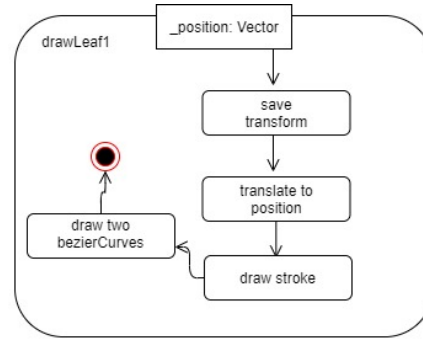 _position: Vector
drawLeaf1
save
transform
translate to
position
draw stroke
draw two
bezierCurves